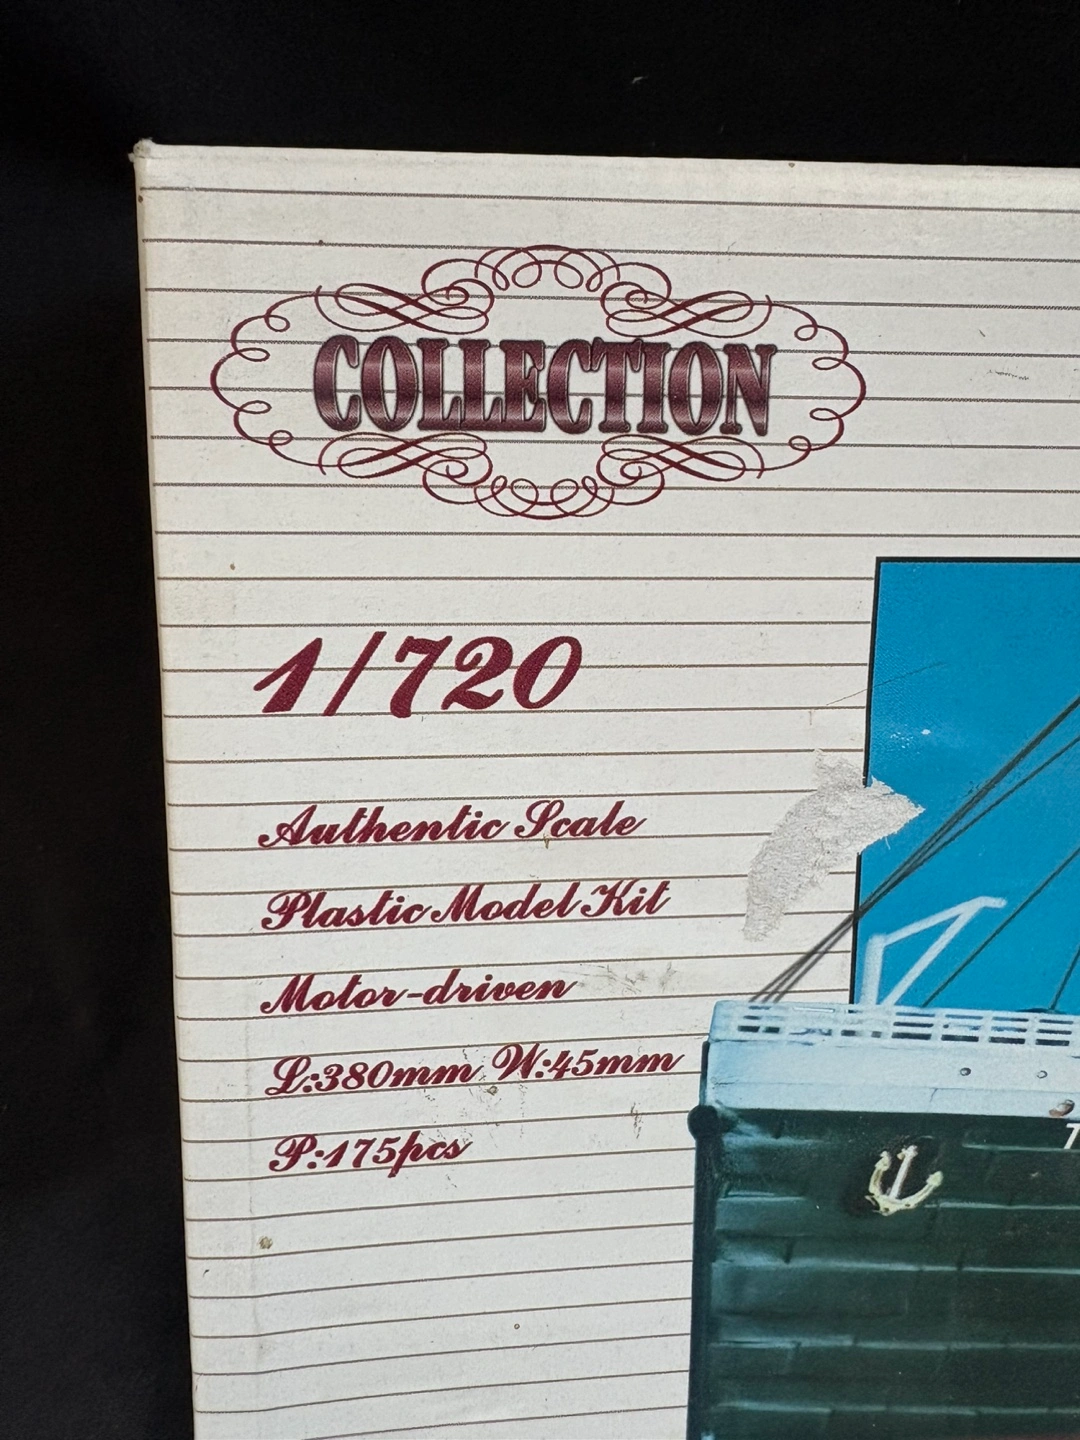 COLLECTION
1/720
Authentic Scale
Plastic Model Kit
Motor-driven
L:380mm W:45mm
P:175pcs